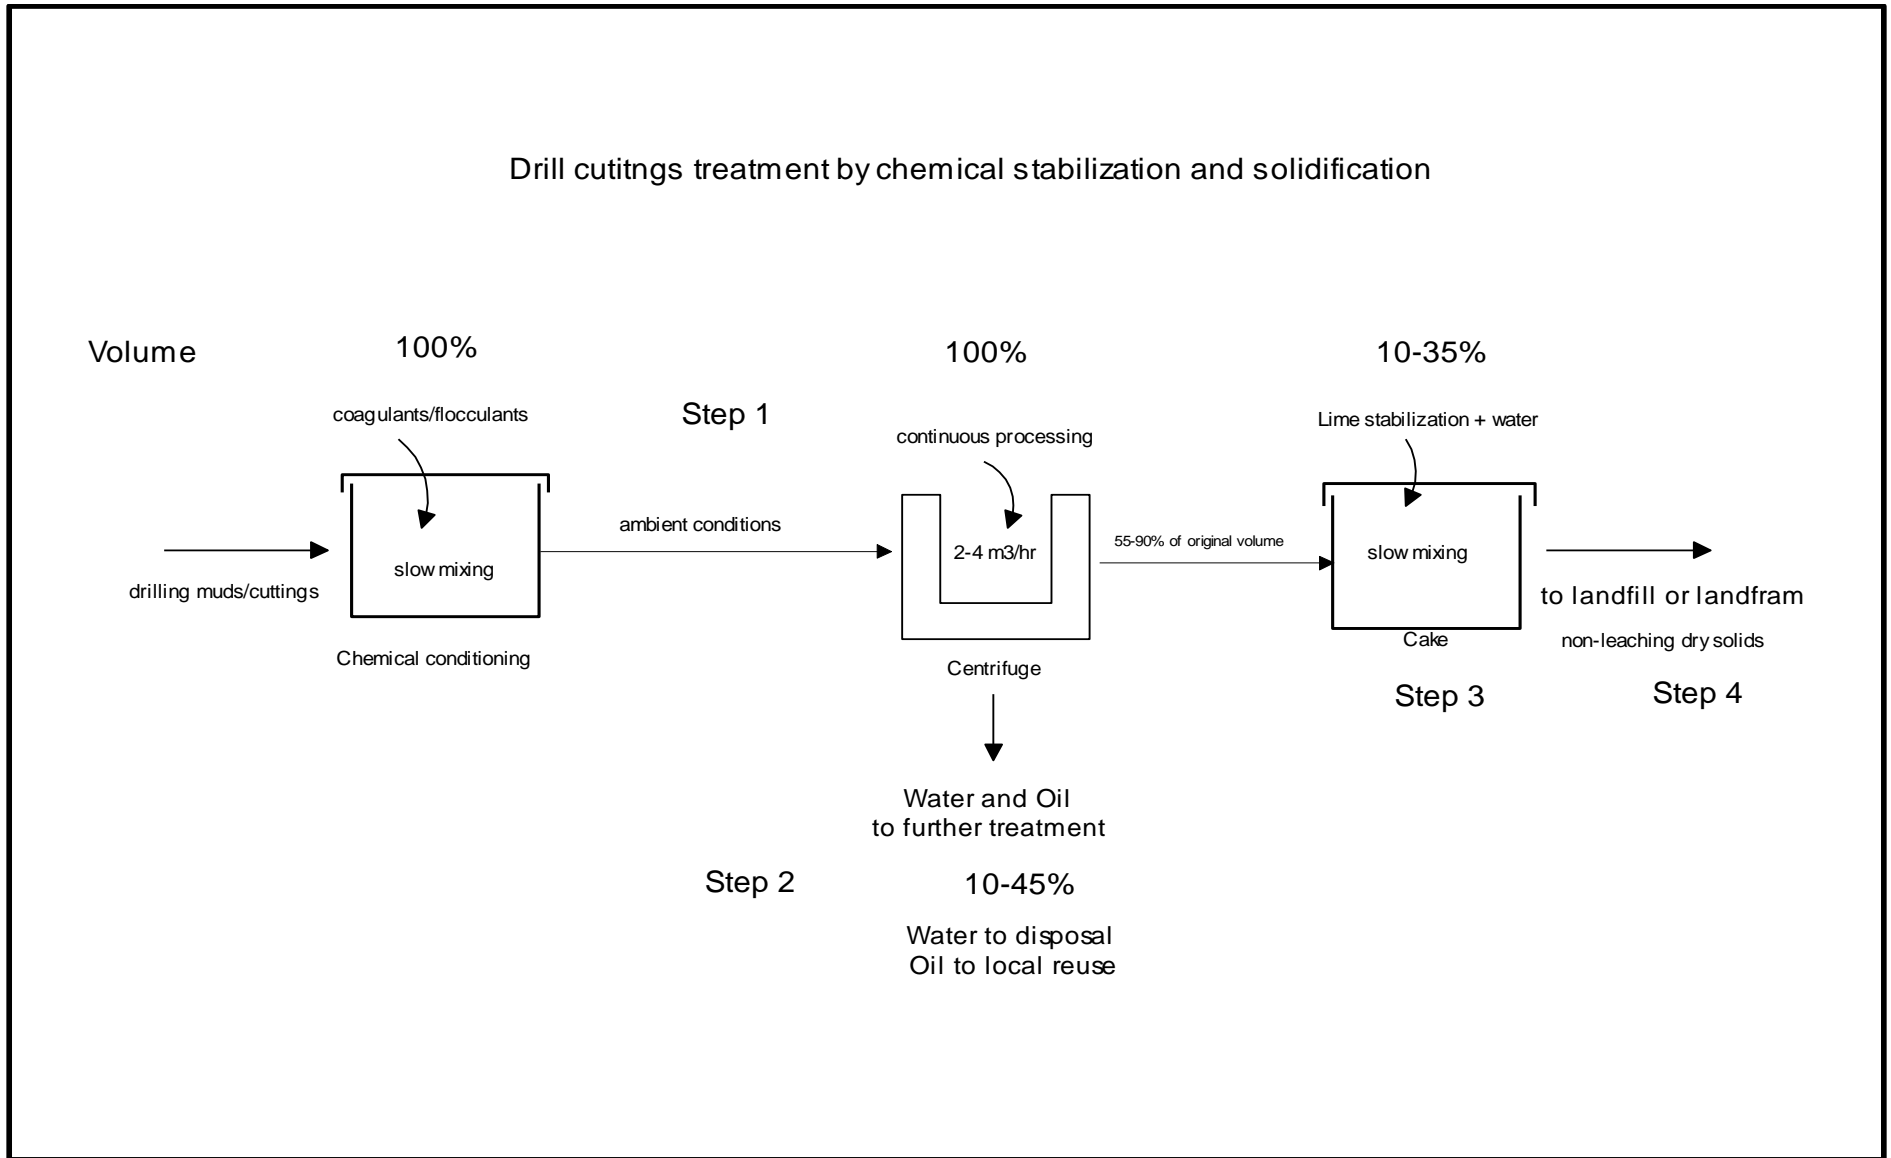 Drill cutitngs treatment by chemical stabilization and solidification
Volume
100%
100%
10-35%
coagulants/flocculants
Step 1
continuous processing
Lime stabilization + water
ambient conditions
2-4 m3/hr
55-90% of original volume
slow mixing
slow mixing
drilling muds/cuttings
to landfill or landfram
Chemical conditioning
Centrifuge
Cake
non-leaching dry solids
Step 3
Step 4
Water and Oil
to further treatment
Step 2
10-45%
Water to disposal
Oil to local reuse